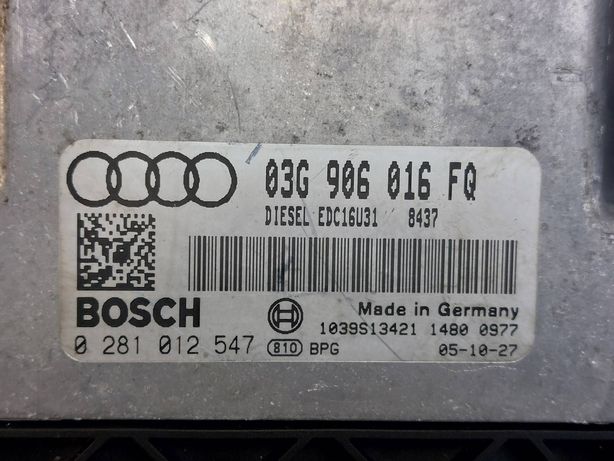 03G 906 016 FQ
DIESEL EDC16U31 8437
BOSCH
Made in Germany
1039S13421 1480 0977
0 281 012 547 810 BPG 05-10-27